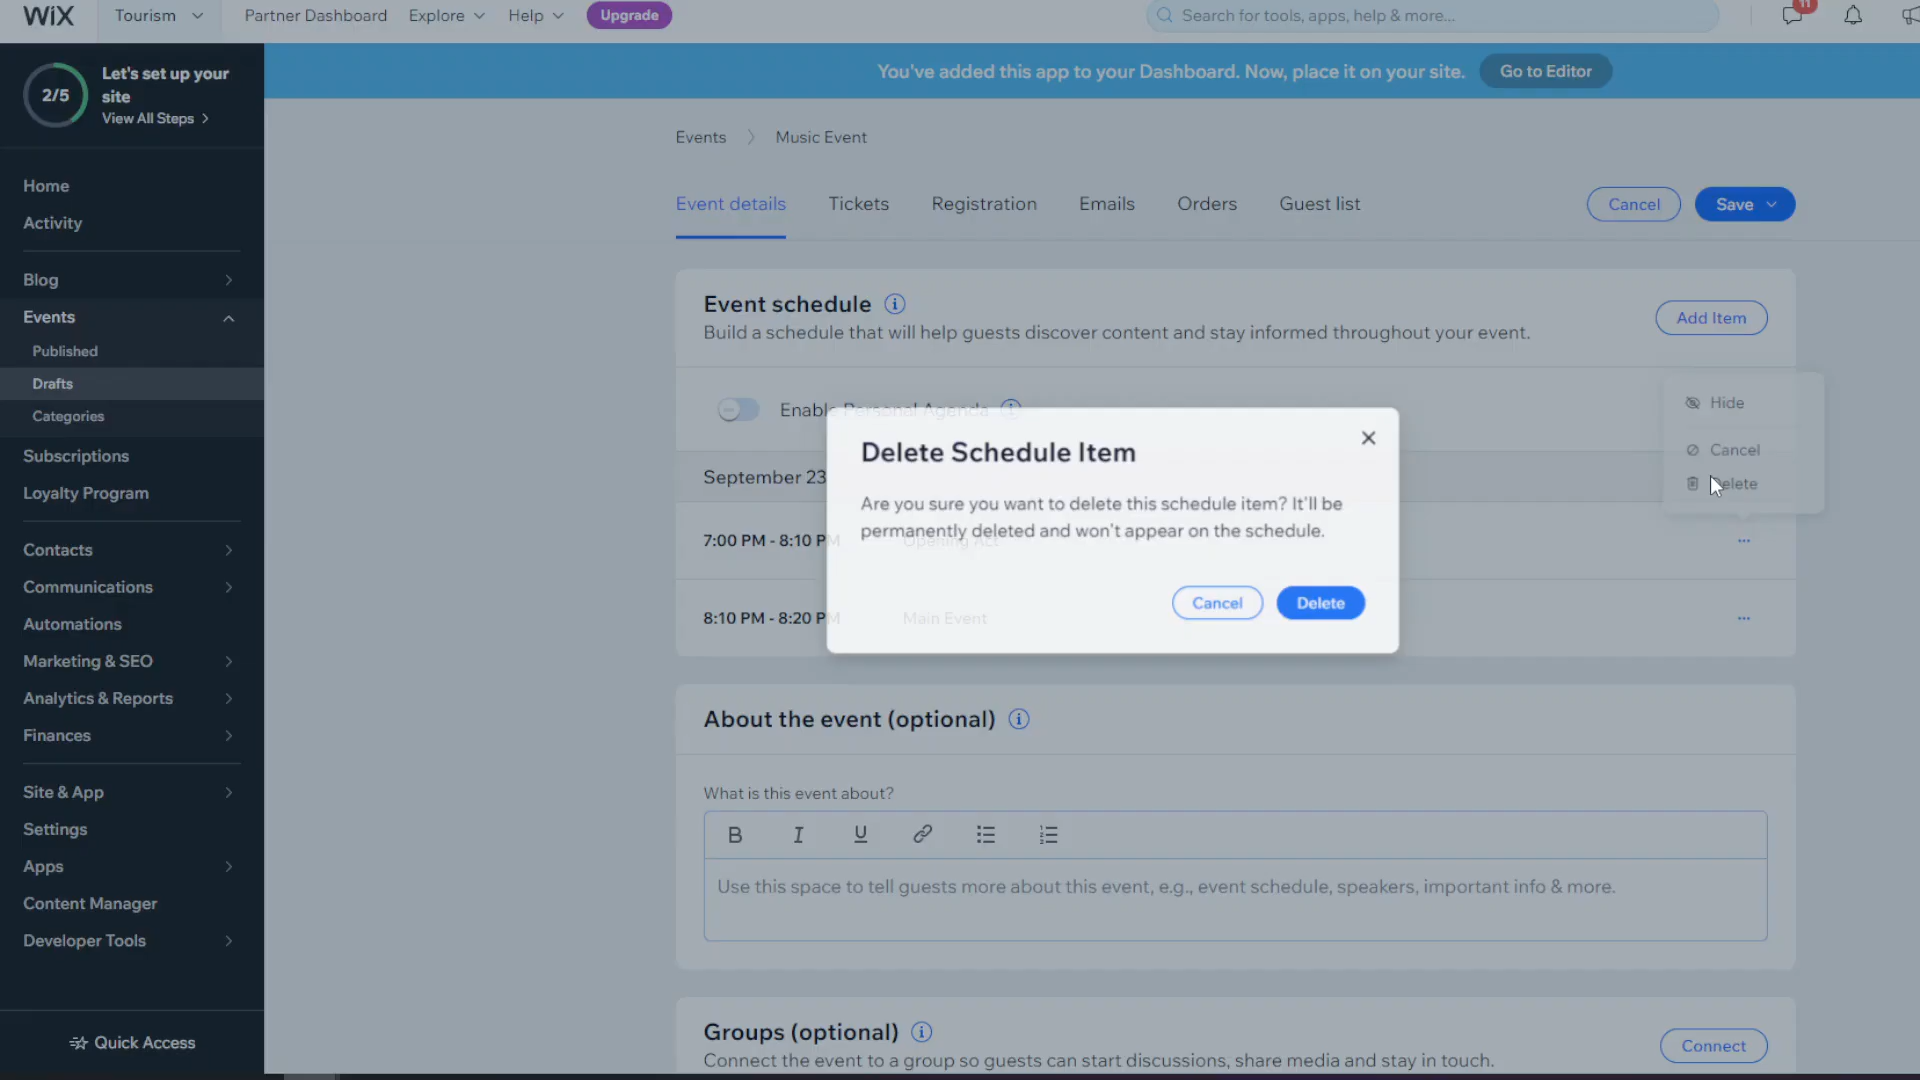 WiX
Tourism
Partner Dashboard
Explore
Help
Upgrade
Search for tools, apps, help & more...
11
Let's set up your
site
2/5
View All Steps
You've added this app to your Dashboard. Now, place it on your site.
Go to Editor
Home
Activity
Blog
Events
Published
Drafts
Categories
Subscriptions
Loyalty Program
Contacts
Communications
Automations
Marketing & SEO
Analytics & Reports
Finances
Site & App
Settings
Apps
Content Manager
Developer Tools
Quick Access
Events
Music Event
Event details
Tickets
Registration
Emails
Orders
Guest list
Cancel
Save
Event schedule
Build a schedule that will help guests discover content and stay informed throughout your event.
Add Item
Enable Personal Agenda
Hide
Cancel
Delete
September 23
Delete Schedule Item
Are you sure you want to delete this schedule item? It'll be
permanently deleted and won't appear on the schedule.
Cancel
Delete
7:00 PM - 8:10 PM
Opening Act
8:10 PM - 8:20 PM
Main Event
About the event (optional)
What is this event about?
B I U
Use this space to tell guests more about this event, e.g., event schedule, speakers, important info & more.
Groups (optional)
Connect the event to a group so guests can start discussions, share media and stay in touch.
Connect